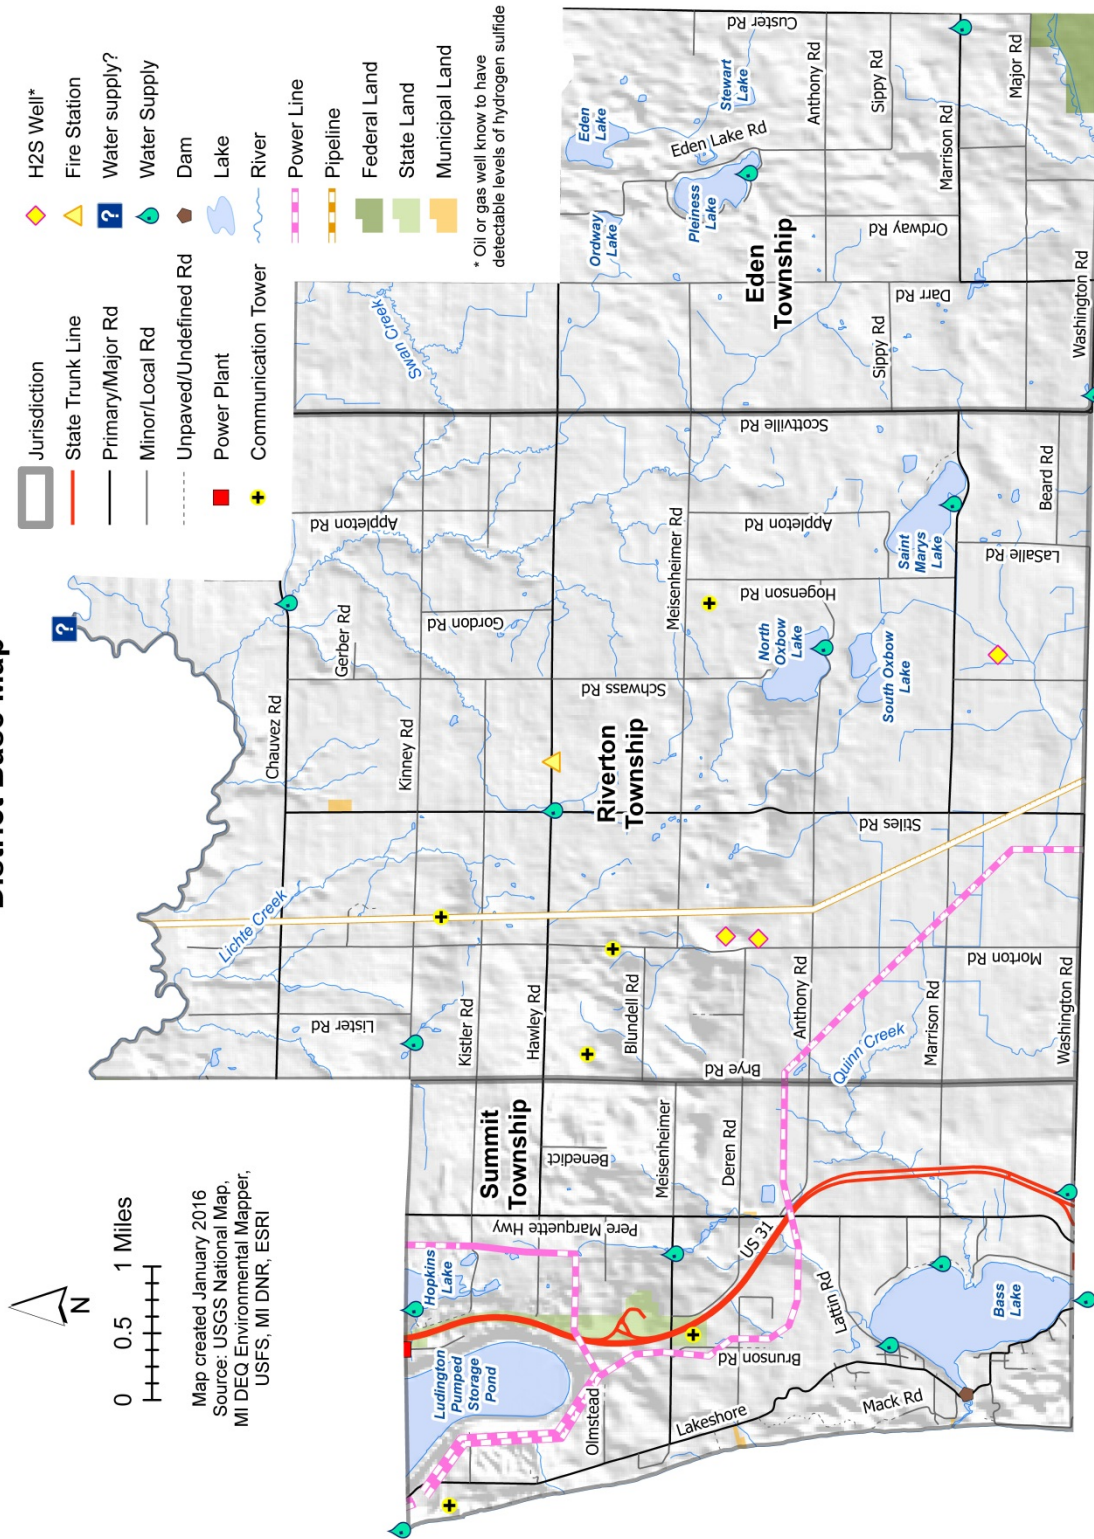 District Base Map
Jurisdiction
State Trunk Line
Primary/Major Rd
Minor/Local Rd
Unpaved/Undefined Rd
Power Plant
Communication Tower
H2S Well*
Fire Station
Water supply?
Water Supply
Dam
Lake
River
Power Line
Pipeline
Federal Land
State Land
Municipal Land
* Oil or gas well know to have
detectable levels of hydrogen sulfide
N
0 0.5 1 Miles
Map created January 2016
Source: USGS National Map,
MI DEQ Environmental Mapper,
USFS, MI DNR, ESRI
?
?
Summit
Township
Riverton
Township
Eden
Township
Ludington
Pumped
Storage
Pond
Hopkins
Lake
Bass
Lake
Lichte Creek
Quinn Creek
Swan Creek
North
Oxbow
Lake
South Oxbow
Lake
Saint
Marys
Lake
Ordway
Lake
Pleiness
Lake
Eden
Lake
Stewart
Lake
Olmstead
Lakeshore
Mack Rd
Brunson Rd
Lattin Rd
US 31
Pere Marquette Hwy
Benedict
Meisenheimer
Deren Rd
Brye Rd
Lister Rd
Kistler Rd
Hawley Rd
Blundell Rd
Anthony Rd
Marrison Rd
Morton Rd
Washington Rd
Stiles Rd
Chauvez Rd
Kinney Rd
Gerber Rd
Gordon Rd
Schwass Rd
Meisenheimer Rd
Hogenson Rd
Appleton Rd
Appleton Rd
LaSalle Rd
Beard Rd
Scottville Rd
Sippy Rd
Darr Rd
Ordway Rd
Eden Lake Rd
Anthony Rd
Sippy Rd
Custer Rd
Marrison Rd
Major Rd
Washington Rd